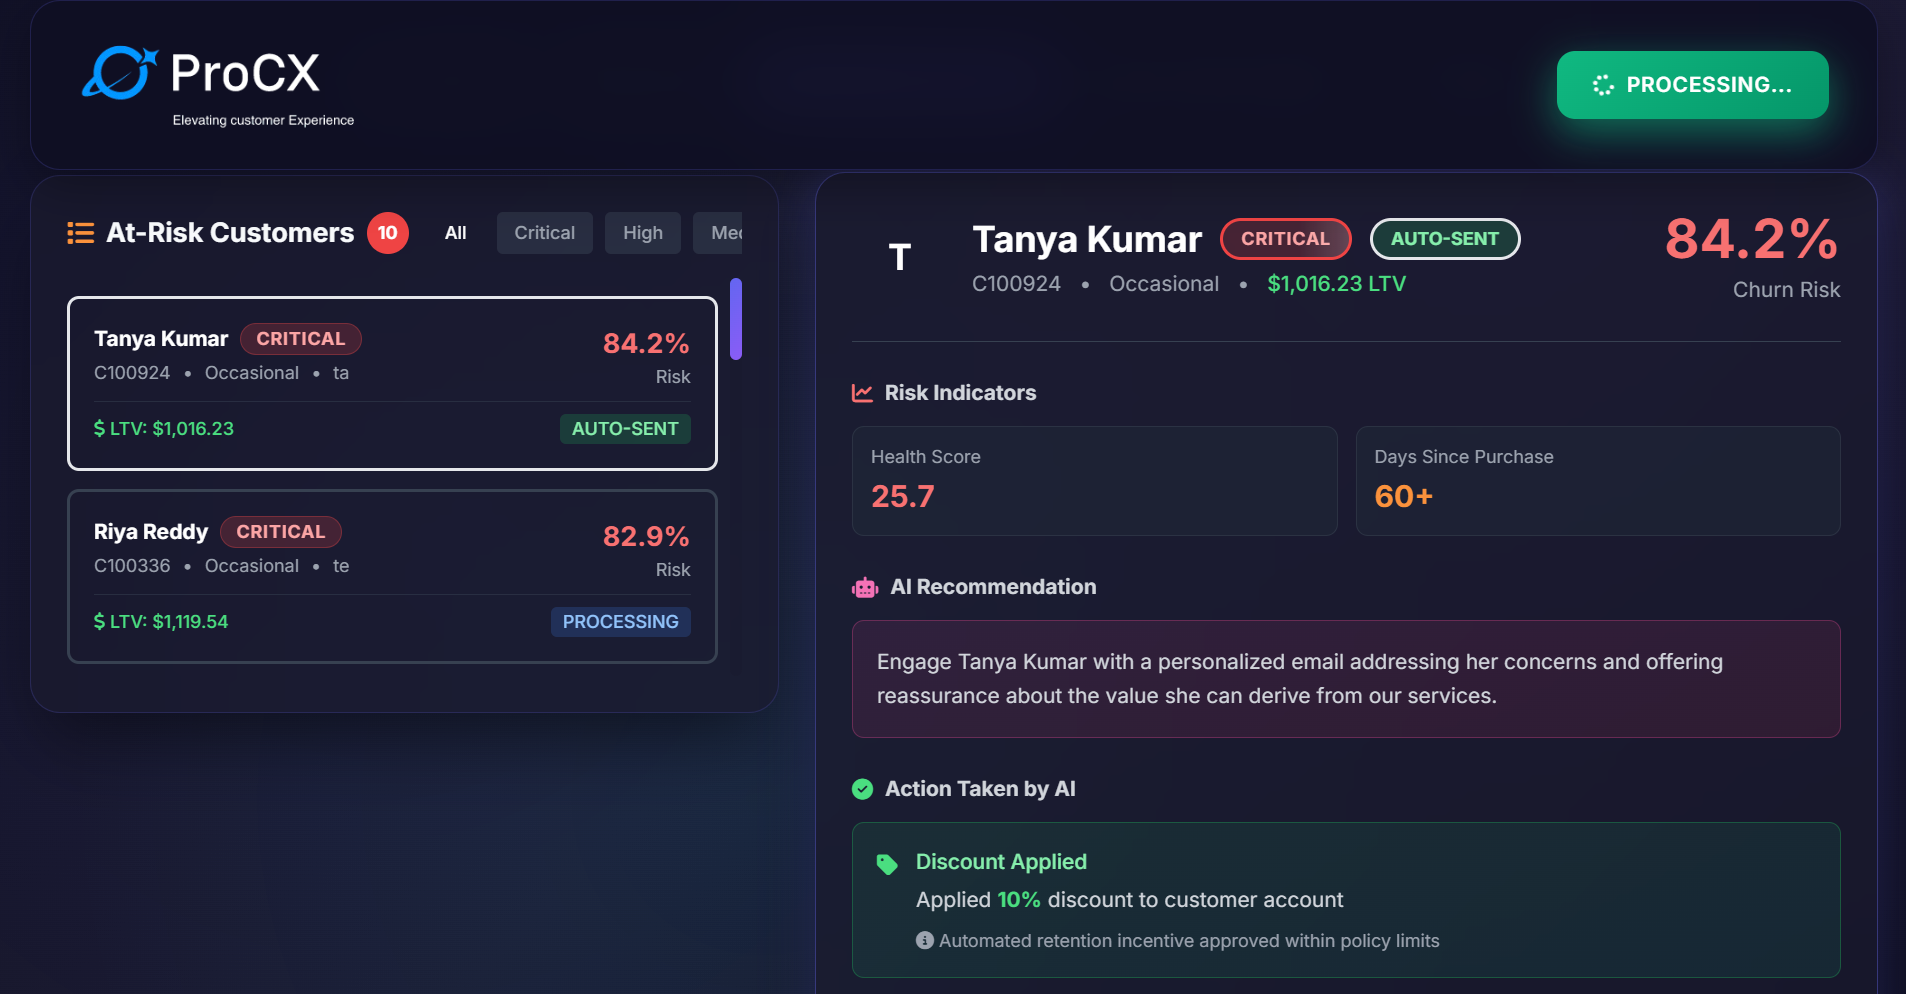 ProCX
Elevating customer Experience
PROCESSING...
At-Risk Customers 10 All Critical High Med
Tanya Kumar CRITICAL 84.2%
C100924 • Occasional • ta Risk
$ LTV: $1,016.23 AUTO-SENT
Riya Reddy CRITICAL 82.9%
C100336 • Occasional • te Risk
$ LTV: $1,119.54 PROCESSING
T
Tanya Kumar CRITICAL AUTO-SENT 84.2%
C100924 • Occasional • $1,016.23 LTV Churn Risk
Risk Indicators
Health Score
25.7
Days Since Purchase
60+
AI Recommendation
Engage Tanya Kumar with a personalized email addressing her concerns and offering
reassurance about the value she can derive from our services.
Action Taken by AI
Discount Applied
Applied 10% discount to customer account
Automated retention incentive approved within policy limits